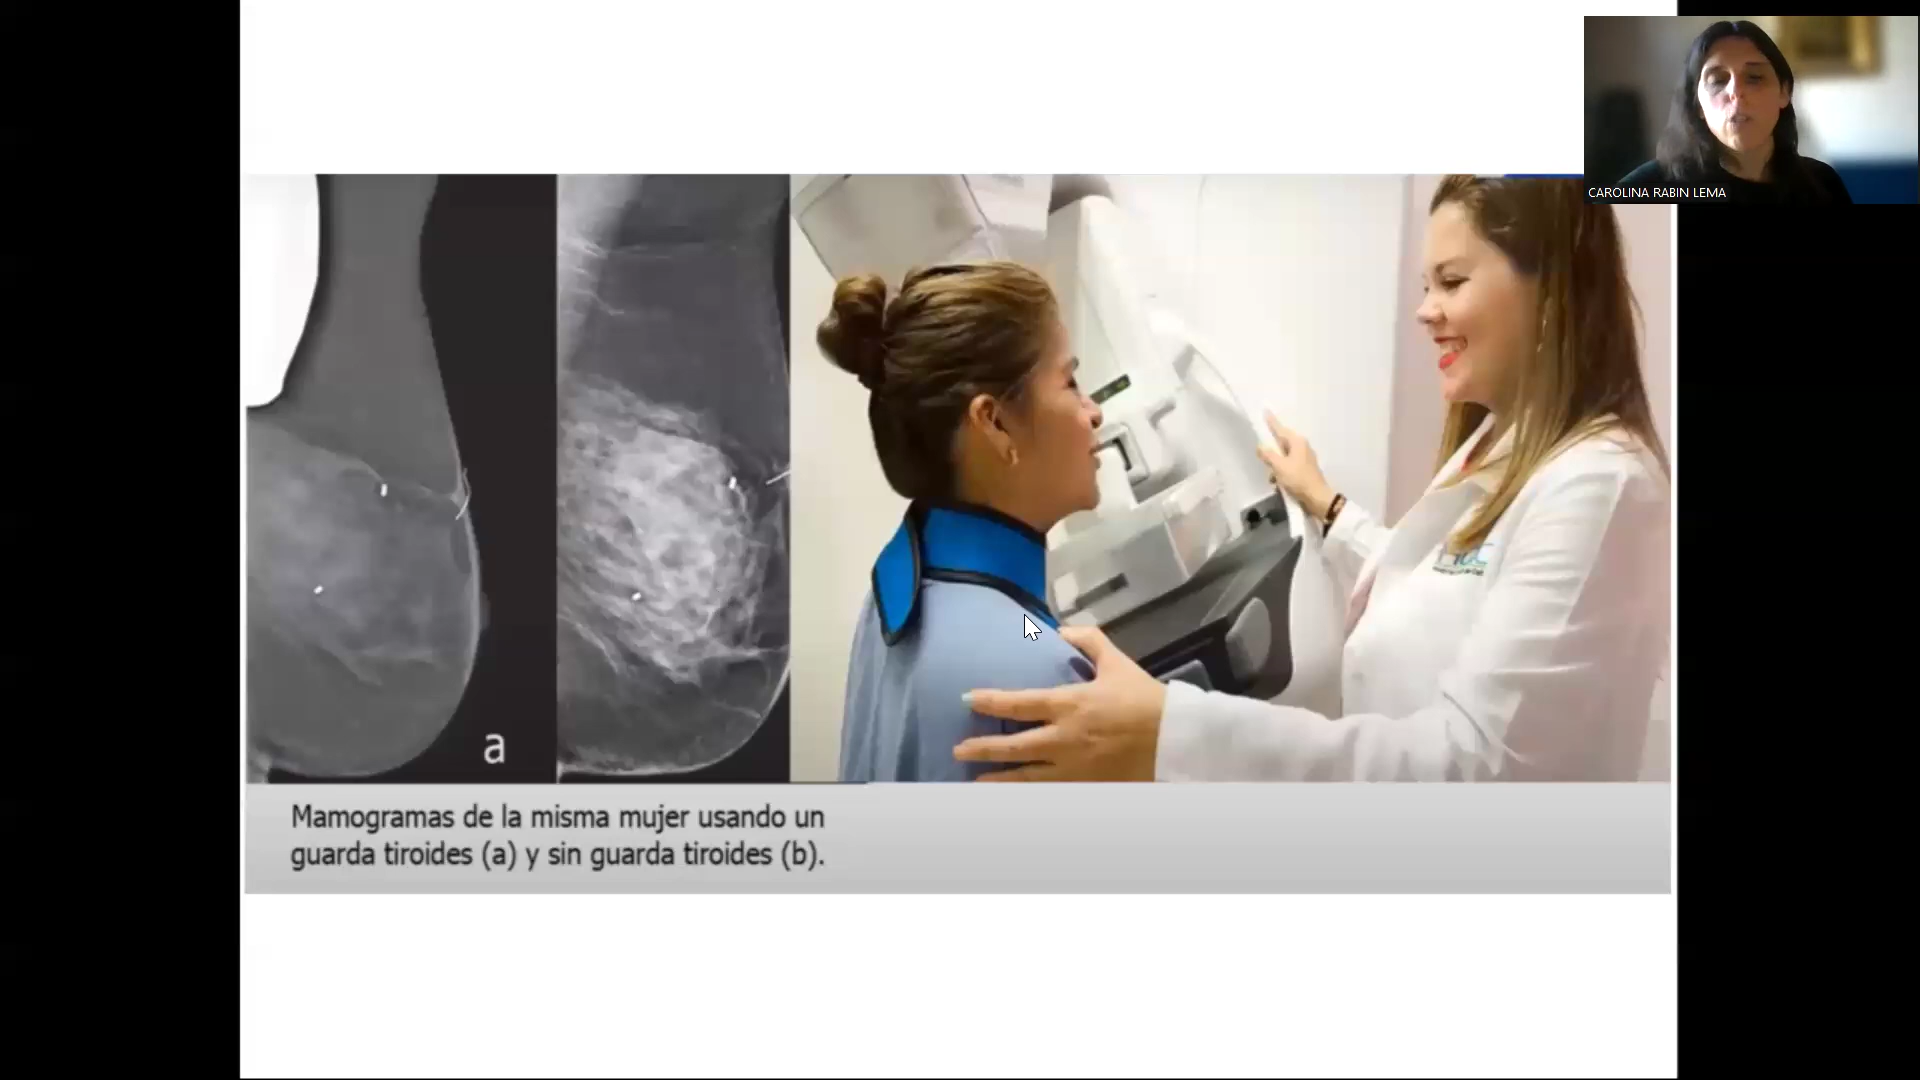 CAROLINA RABIN LEMA
a
Mamogramas de la misma mujer usando un
guarda tiroides (a) y sin guarda tiroides (b).